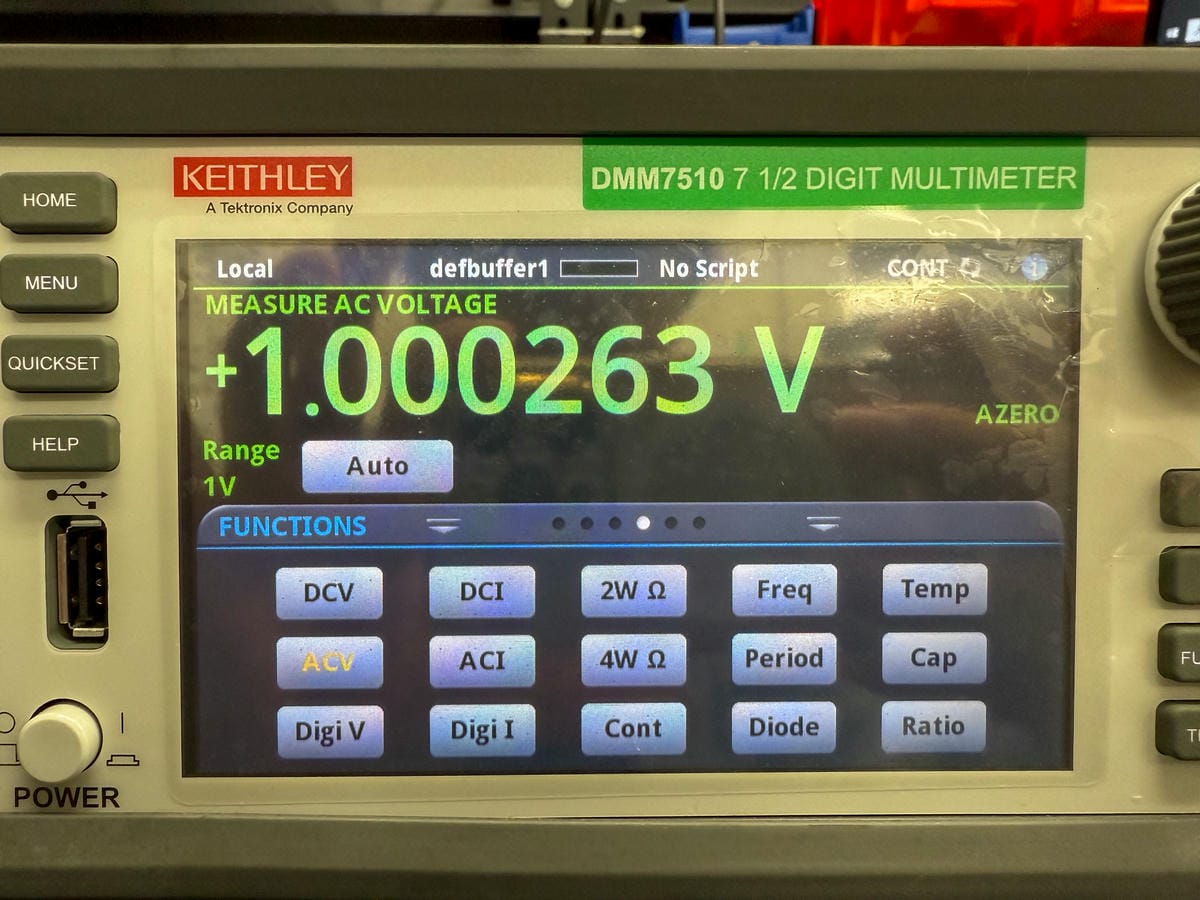 KEITHLEY
A Tektronix Company
DMM7510 7 1/2 DIGIT MULTIMETER
HOME
MENU
QUICKSET
HELP
POWER
Local defbuffer1 No Script CONT
MEASURE AC VOLTAGE
+1.000263 V
AZERO
Range Auto
1V
FUNCTIONS
DCV DCI 2W Ω Freq Temp
ACV ACI 4W Ω Period Cap
Digi V Digi I Cont Diode Ratio